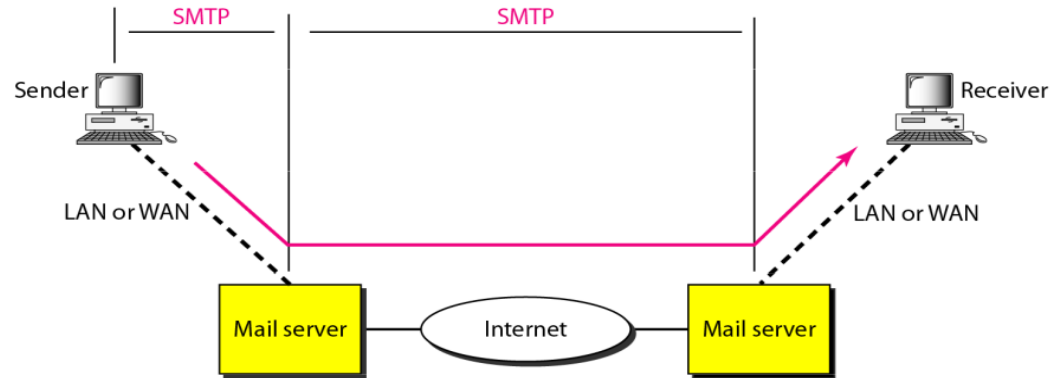 SMTP
SMTP
Sender
Receiver
LAN or WAN
LAN or WAN
Mail server
Internet
Mail server